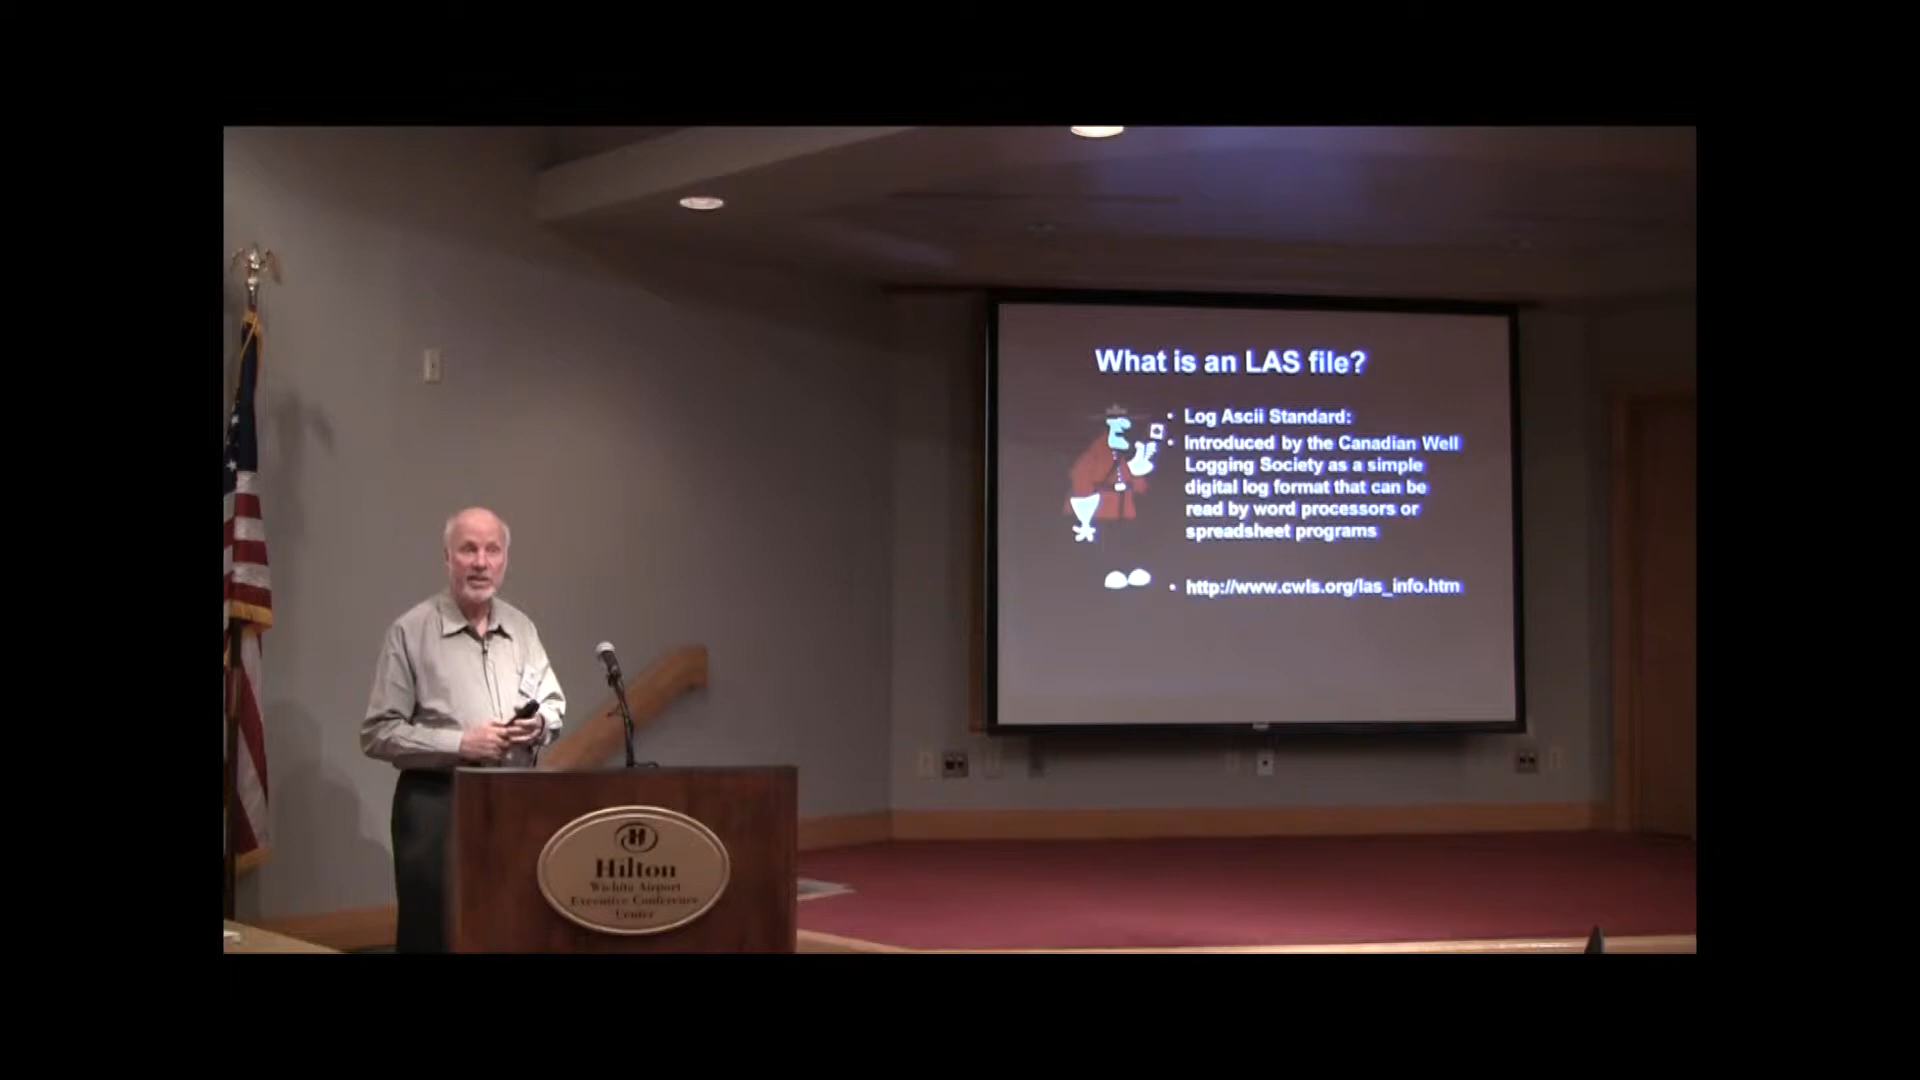 What is an LAS file?
• Log Ascii Standard:
• Introduced by the Canadian Well
Logging Society as a simple
digital log format that can be
read by word processors or
spreadsheet programs
• http://www.cwls.org/las_info.htm
H
Hilton
Wichita Airport
Executive Conference
Center